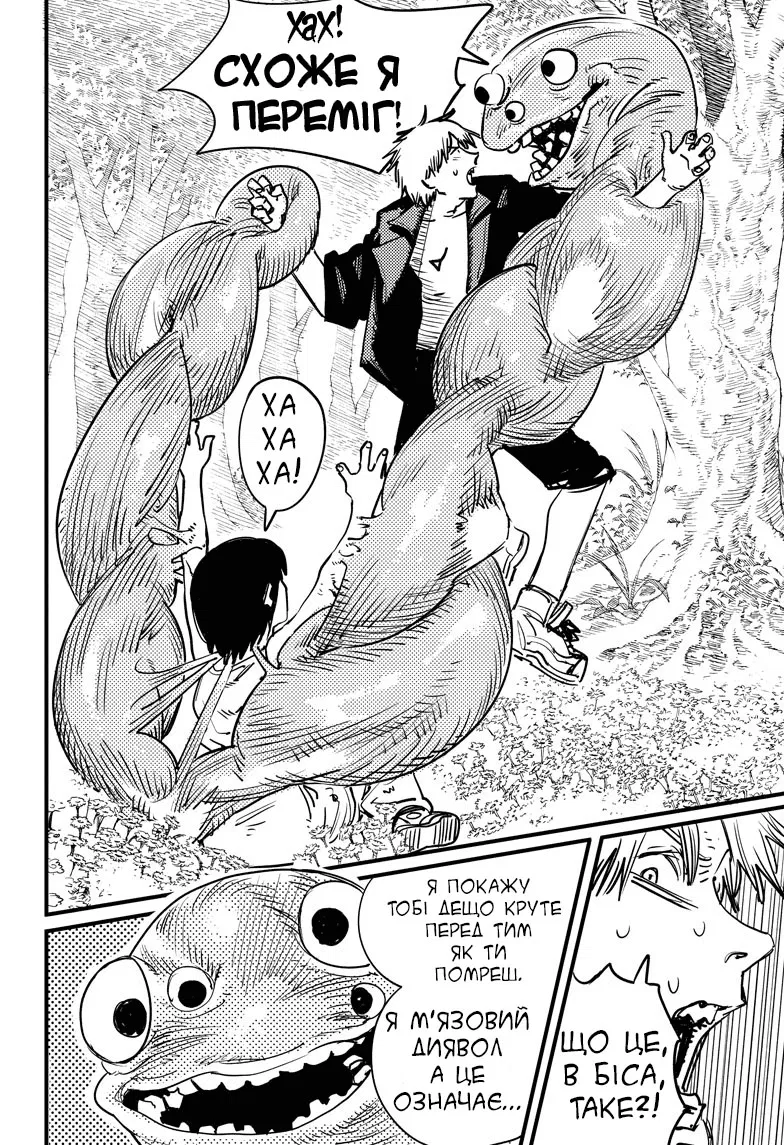 ХАХ!
СХОЖЕ Я
ПЕРЕМІГ!
ХА
ХА
ХА!
Я ПОКАЖУ
ТОБІ ДЕЩО КРУТЕ
ПЕРЕД ТИМ
ЯК ТИ
ПОМРЕШ.
Я М'ЯЗОВИЙ
ДИЯВОЛ
А ЦЕ
ОЗНАЧАЄ...
ЩО ЦЕ,
В БІСА,
ТАКЕ?!